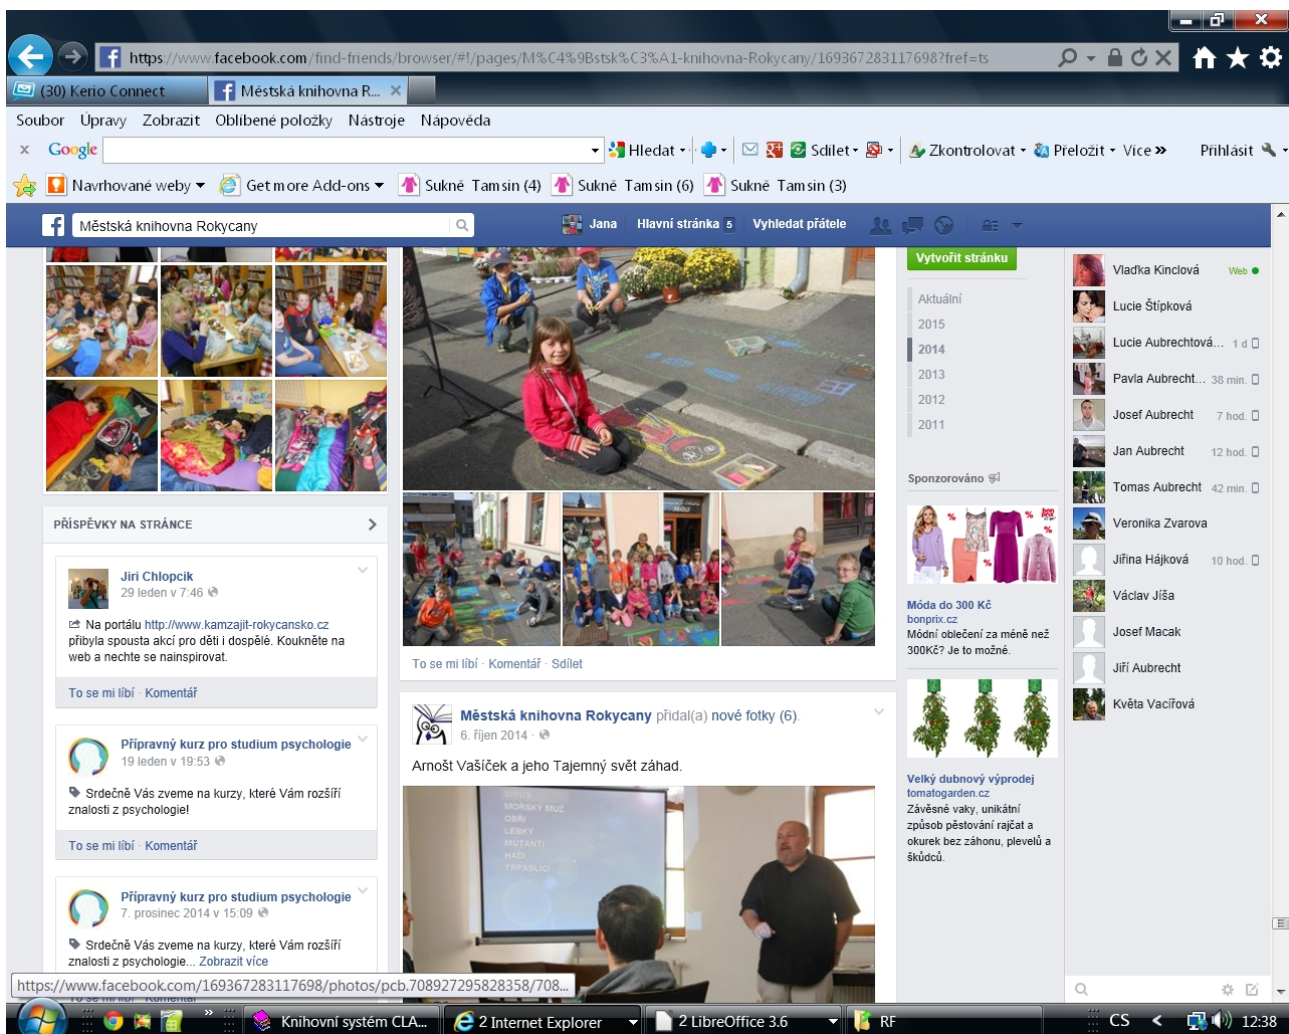 https://www.facebook.com/find-friends/browser/#!/pages/M%C4%9Bstsk%C3%A1-knihovna-Rokycany/169367283117698?fref=ts
(30) Kerio Connect
Městská knihovna R...
Soubor Úpravy Zobrazit Oblíbené položky Nástroje Nápověda
x Google Hledat Sdílet Zkontrolovat Přeložit Více » Přihlásit
Navrhované weby Get more Add-ons Sukně Tamsin (4) Sukně Tamsin (6) Sukně Tamsin (3)
Městská knihovna Rokycany
Jana Hlavní stránka 5 Vyhledat přátele
PŘÍSPĚVKY NA STRÁNCE
Jiri Chlopcik
29 leden v 7:46
Na portálu http://www.kamzajit-rokycansko.cz
přibyla spousta akcí pro děti i dospělé. Koukněte na
web a nechte se nainspirovat.
To se mi líbí · Komentář
Přípravný kurz pro studium psychologie
19 leden v 19:53
Srdečně Vás zveme na kurzy, které Vám rozšíří
znalosti z psychologie!
To se mi líbí · Komentář
Přípravný kurz pro studium psychologie
7. prosinec 2014 v 15:09
Srdečně Vás zveme na kurzy, které Vám rozšíří
znalosti z psychologie... Zobrazit více
https://www.facebook.com/169367283117698/photos/pcb.708927295828358/708...
To se mi líbí · Komentář · Sdílet
Městská knihovna Rokycany přidal(a) nové fotky (6).
6. říjen 2014 ·
Arnošt Vašíček a jeho Tajemný svět záhad.
MOŘSKÝ MUŽ
OBŘI
LEBKY
MUTANTI
HADI
TRPASLÍCI
Vytvořit stránku
Aktuální
2015
2014
2013
2012
2011
Sponzorováno
Móda do 300 Kč
bonprix.cz
Módní oblečení za méně než
300Kč? Je to možné.
Velký dubnový výprodej
tomatogarden.cz
Závěsné vaky, unikátní
způsob pěstování rajčat a
okurek bez záhonu, plevelů a
škůdců.
Vlaďka Kinclová Web
Lucie Štípková
Lucie Aubrechtová... 1 d
Pavla Aubrecht... 38 min.
Josef Aubrecht 7 hod.
Jan Aubrecht 12 hod.
Tomas Aubrecht 42 min.
Veronika Zvarova
Jiřina Hájková 10 hod.
Václav Jíša
Josef Macak
Jiří Aubrecht
Květa Vacířová
Knihovní systém CLA... 2 Internet Explorer 2 LibreOffice 3.6 RF CS 12:38